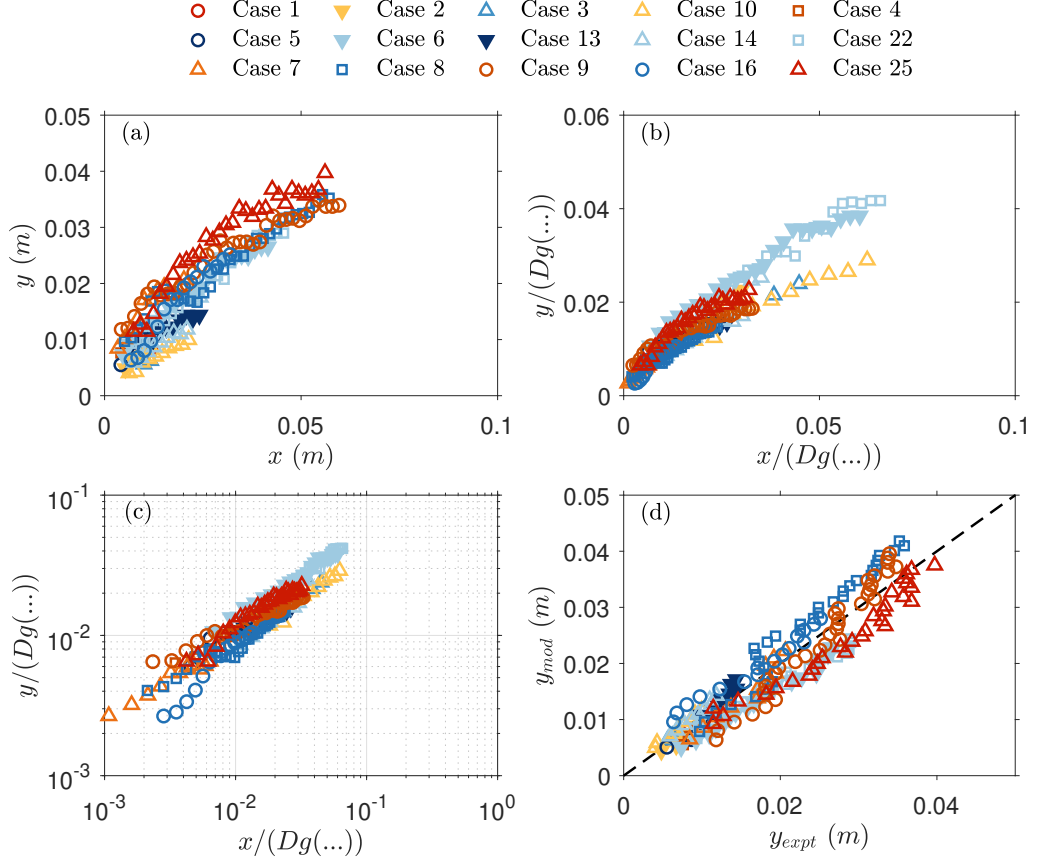 Case 1 Case 2 Case 3 Case 10 Case 4
Case 5 Case 6 Case 13 Case 14 Case 22
Case 7 Case 8 Case 9 Case 16 Case 25
(a)
0.05
0.04
0.03
0.02
0.01
0
y (m)
0 0.05 0.1
x (m)
(b)
0.06
0.04
0.02
0
y/(Dg(...))
0 0.05 0.1
x/(Dg(...))
(c)
10⁻¹
10⁻²
10⁻³
y/(Dg(...))
10⁻³ 10⁻² 10⁻¹ 10⁰
x/(Dg(...))
(d)
0.05
0.04
0.03
0.02
0.01
0
y_mod (m)
0 0.02 0.04
y_expt (m)